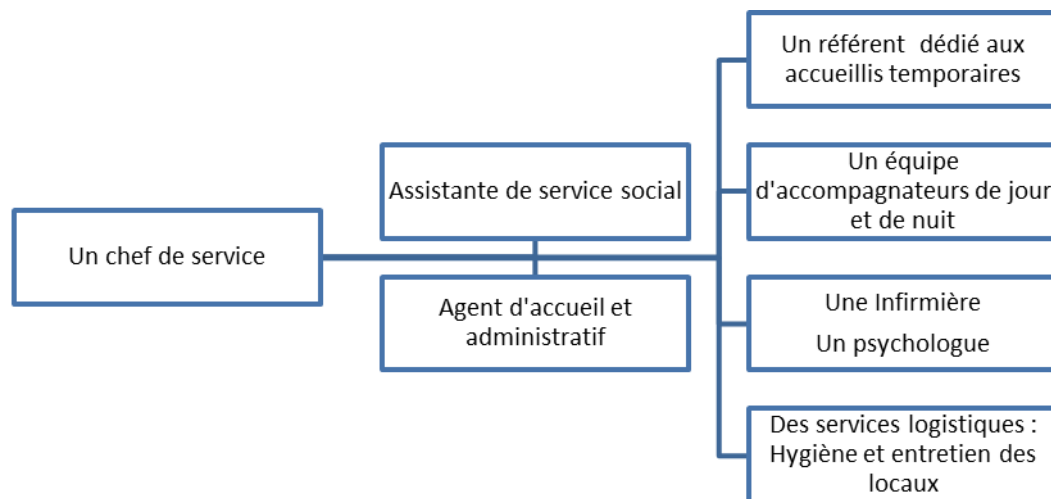 Un chef de service
Assistante de service social
Agent d'accueil et
administratif
Un référent dédié aux
accueillis temporaires
Un équipe
d'accompagnateurs de jour
et de nuit
Une Infirmière
Un psychologue
Des services logistiques :
Hygiène et entretien des
locaux